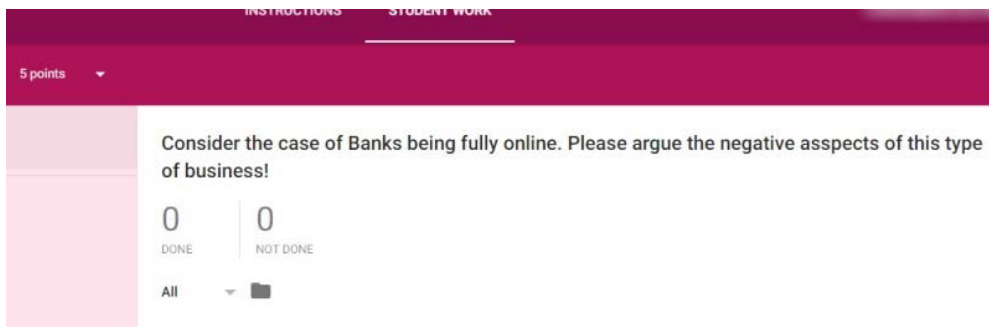 INSTRUCTIONS STUDENT WORK
5 points
Consider the case of Banks being fully online. Please argue the negative asspects of this type
of business!
0 0
DONE NOT DONE
All